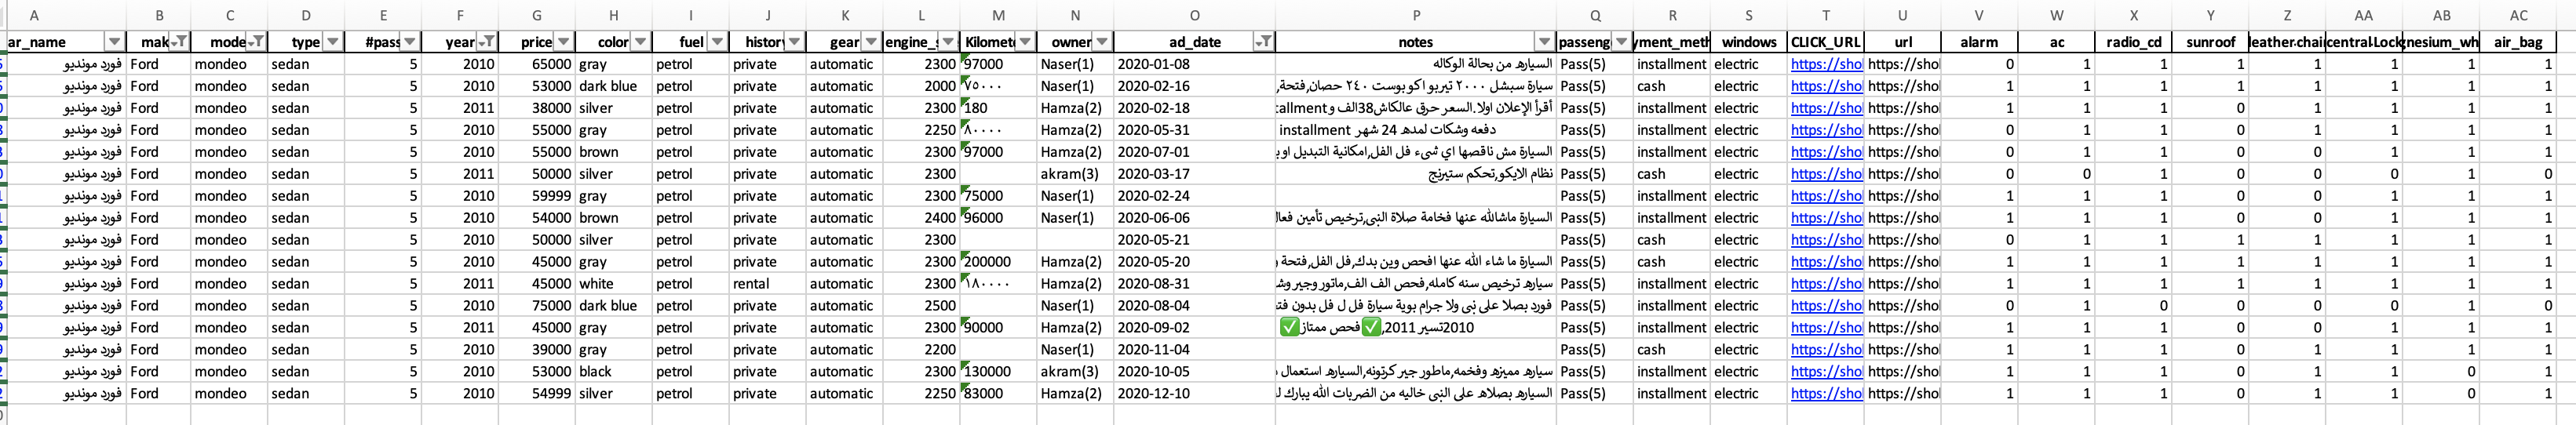 A B C D E F G H I J K L M N O P Q R S T U V W X Y Z AA AB AC
ar_name mak mode type #pass year price color fuel history gear engine_s Kilomete owner ad_date notes passeng yment_meth windows CLICK_URL url alarm ac radio_cd sunroof leather.chair central.Lock nesium_wh air_bag
فورد مونديو Ford mondeo sedan 5 2010 65000 gray petrol private automatic 2300 97000 Naser(1) 2020-01-08 السياره من بحالة الوكاله Pass(5) installment electric https://sho https://sho 0 1 1 1 1 1 1 1
فورد مونديو Ford mondeo sedan 5 2010 53000 dark blue petrol private automatic 2000 ٧٥٠٠٠ Naser(1) 2020-02-16 سيارة سبشل ٢٠٠٠ تيربو اكو بوست ٢٤٠ حصان,فتحة, Pass(5) cash electric https://sho https://sho 1 1 1 1 1 1 1 1
فورد مونديو Ford mondeo sedan 5 2011 38000 silver petrol private automatic 2300 180 Hamza(2) 2020-02-18 أقرأ الإعلان اولا.السعر حرق عالكاش38الف و tallment Pass(5) installment electric https://sho https://sho 1 1 1 0 1 1 1 1
فورد مونديو Ford mondeo sedan 5 2010 55000 gray petrol private automatic 2250 ٨٠٠٠٠ Hamza(2) 2020-05-31 دفعه وشكات لمدهـ 24 شهر installment Pass(5) installment electric https://sho https://sho 0 1 1 0 1 1 1 1
فورد مونديو Ford mondeo sedan 5 2010 55000 brown petrol private automatic 2300 97000 Hamza(2) 2020-07-01 السيارة مش ناقصها اي شىء فل الفل,امكانية التبديل او ب Pass(5) installment electric https://sho https://sho 0 1 1 0 0 1 1 1
فورد مونديو Ford mondeo sedan 5 2011 50000 silver petrol private automatic 2300 akram(3) 2020-03-17 نظام الايكو,تحكم ستيرنج Pass(5) cash electric https://sho https://sho 0 0 1 0 0 0 1 0
فورد مونديو Ford mondeo sedan 5 2010 59999 gray petrol private automatic 2300 75000 Naser(1) 2020-02-24 Pass(5) installment electric https://sho https://sho 1 1 1 0 0 1 1 1
فورد مونديو Ford mondeo sedan 5 2010 54000 brown petrol private automatic 2400 96000 Naser(1) 2020-06-06 السيارة ماشالله عنها فخامة صلاة النبي,ترخيص تأمين فعال Pass(5) installment electric https://sho https://sho 1 1 1 0 0 1 1 1
فورد مونديو Ford mondeo sedan 5 2010 50000 silver petrol private automatic 2300 2020-05-21 Pass(5) cash electric https://sho https://sho 0 1 1 1 1 1 1 1
فورد مونديو Ford mondeo sedan 5 2010 45000 gray petrol private automatic 2300 200000 Hamza(2) 2020-05-20 السيارة ما شاء الله عنها افحص وين بدك,فل الفل,فتحة و Pass(5) cash electric https://sho https://sho 1 1 1 1 1 1 1 1
فورد مونديو Ford mondeo sedan 5 2011 45000 white petrol rental automatic 2300 ١٨٠٠٠٠ Hamza(2) 2020-08-31 سياره ترخيص سنه كامله,فحص الف الف,ماتور وجير وش Pass(5) installment electric https://sho https://sho 1 1 1 1 1 1 1 1
فورد مونديو Ford mondeo sedan 5 2010 75000 dark blue petrol private automatic 2500 Naser(1) 2020-08-04 فورد بصلا على نبي ولا جرام بوية سيارة فل ل فل بدون فت Pass(5) installment electric https://sho https://sho 0 1 0 0 0 0 1 0
فورد مونديو Ford mondeo sedan 5 2011 45000 gray petrol private automatic 2300 90000 Hamza(2) 2020-09-02 2010تسير 2011,✅فحص ممتاز✅ Pass(5) installment electric https://sho https://sho 1 1 1 0 0 1 1 1
فورد مونديو Ford mondeo sedan 5 2010 39000 gray petrol private automatic 2200 Naser(1) 2020-11-04 Pass(5) cash electric https://sho https://sho 1 1 1 0 1 1 1 1
فورد مونديو Ford mondeo sedan 5 2010 53000 black petrol private automatic 2300 130000 akram(3) 2020-10-05 سياره مميزه وفخمه,ماطور جير كرتونه,السياره استعمال Pass(5) installment electric https://sho https://sho 1 1 1 0 1 1 0 1
فورد مونديو Ford mondeo sedan 5 2010 54999 silver petrol private automatic 2250 83000 Hamza(2) 2020-12-10 السياره بصلاه على النبي خاليه من الضربات الله يبارك ل Pass(5) installment electric https://sho https://sho 1 1 1 0 1 1 0 1